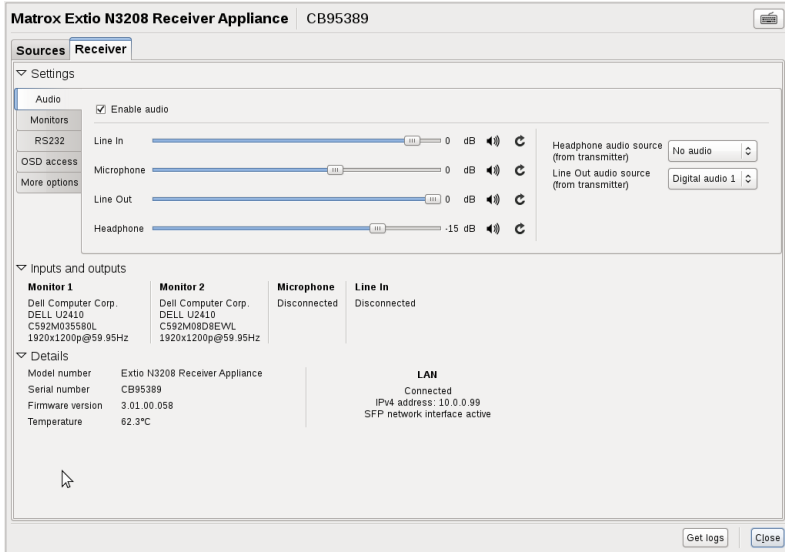 Matrox Extio N3208 Receiver Appliance CB95389
Sources Receiver
Settings
Audio
Monitors
RS232
OSD access
More options
Enable audio
Line In 0 dB
Microphone 0 dB
Line Out 0 dB
Headphone -15 dB
Headphone audio source
(from transmitter)
No audio
Line Out audio source
(from transmitter)
Digital audio 1
Inputs and outputs
Monitor 1
Dell Computer Corp.
DELL U2410
C592M035580L
1920x1200p@59.95Hz
Monitor 2
Dell Computer Corp.
DELL U2410
C592M08D8EWL
1920x1200p@59.95Hz
Microphone
Disconnected
Line In
Disconnected
Details
Model number Extio N3208 Receiver Appliance
Serial number CB95389
Firmware version 3.01.00.058
Temperature 62.3°C
LAN
Connected
IPv4 address: 10.0.0.99
SFP network interface active
Get logs
Close